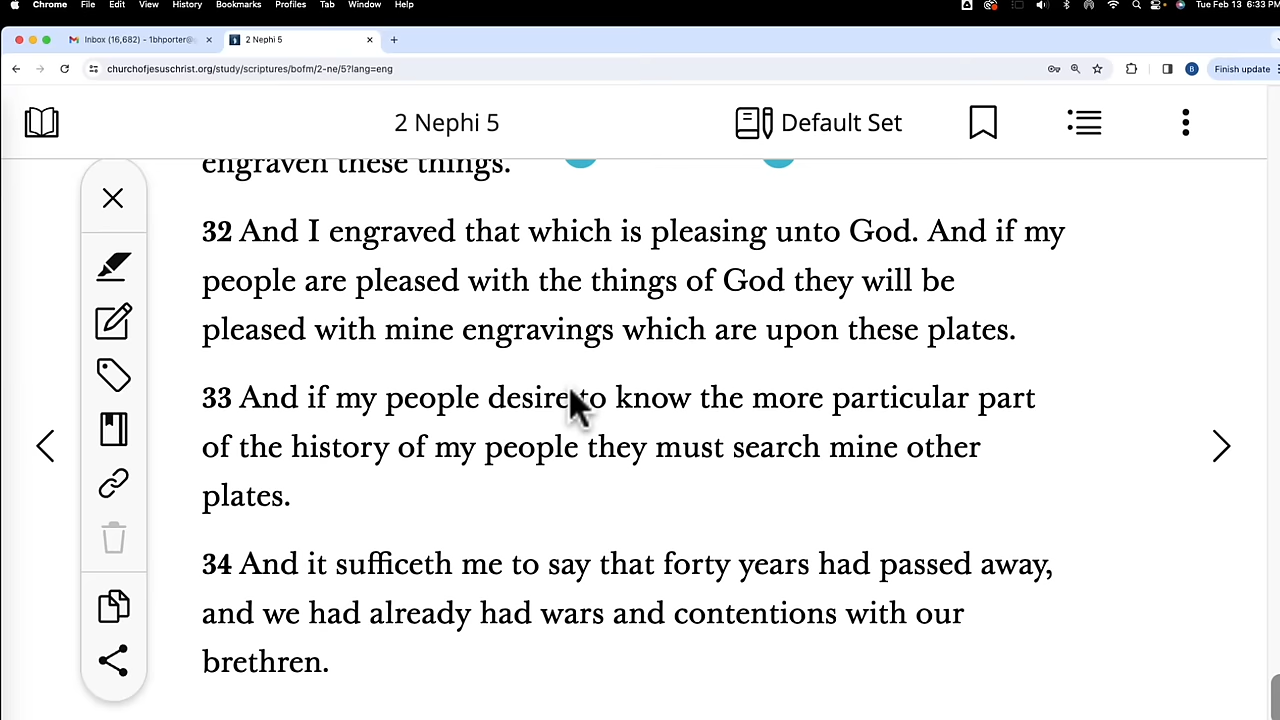 Chrome File Edit View History Bookmarks Profiles Tab Window Help Tue Feb 13 6:33 PM
Inbox (16,682) - 1bhporter@ 2 Nephi 5
churchofjesuschrist.org/study/scriptures/bofm/2-ne/5?lang=eng B Finish update
2 Nephi 5 Default Set
engraven these things.
32 And I engraved that which is pleasing unto God. And if my
people are pleased with the things of God they will be
pleased with mine engravings which are upon these plates.
33 And if my people desire to know the more particular part
of the history of my people they must search mine other
plates.
34 And it sufficeth me to say that forty years had passed away,
and we had already had wars and contentions with our
brethren.